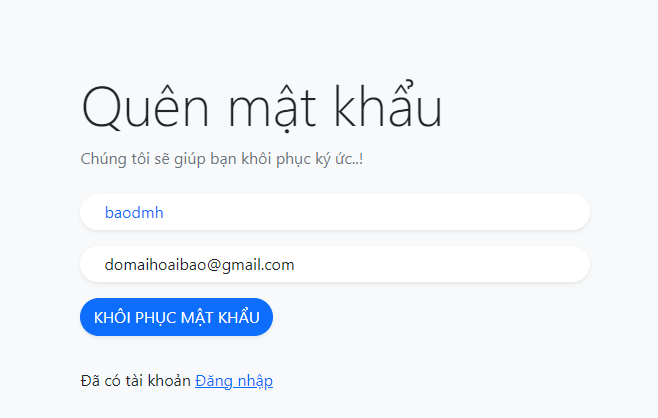 Quên mật khẩu
Chúng tôi sẽ giúp bạn khôi phục ký ức..!
baodmh
domaihoaibao@gmail.com
KHÔI PHỤC MẬT KHẨU
Đã có tài khoản Đăng nhập